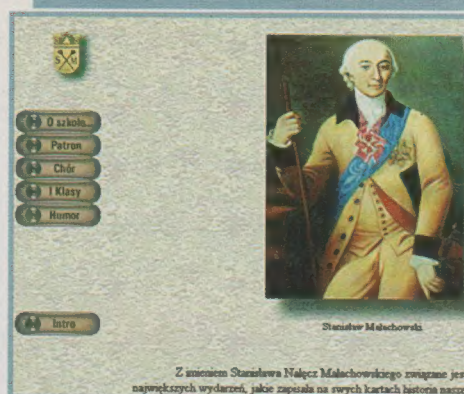 S M
O szkole...
Patron
Chór
I Klasy
Humor
Intro
Stanisław Małachowski
Z imieniem Stanisława Nałęcz Małachowskiego związane jes
największych wydarzeń, jakie zapisała na swych kartach historia nasze